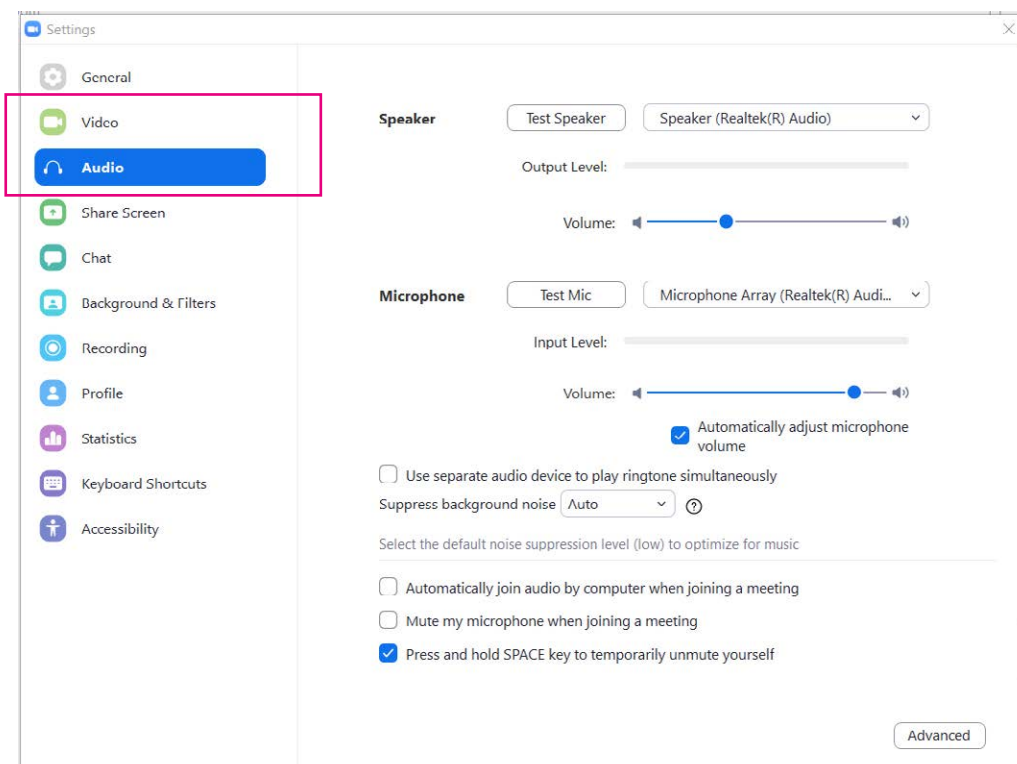 Settings
General
Video
Audio
Share Screen
Chat
Background & Filters
Recording
Profile
Statistics
Keyboard Shortcuts
Accessibility
Speaker
Test Speaker
Speaker (Realtek(R) Audio)
Output Level:
Volume:
Microphone
Test Mic
Microphone Array (Realtek(R) Audi...
Input Level:
Volume:
Automatically adjust microphone
volume
Use separate audio device to play ringtone simultaneously
Suppress background noise
Auto
Select the default noise suppression level (low) to optimize for music
Automatically join audio by computer when joining a meeting
Mute my microphone when joining a meeting
Press and hold SPACE key to temporarily unmute yourself
Advanced